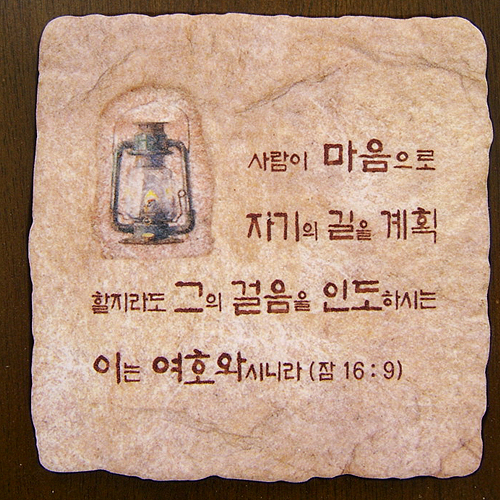 사람이 마음으로
자기의 길을 계획
할지라도 그의 걸음을 인도하시는
이는 여호와시니라 (잠 16 : 9)